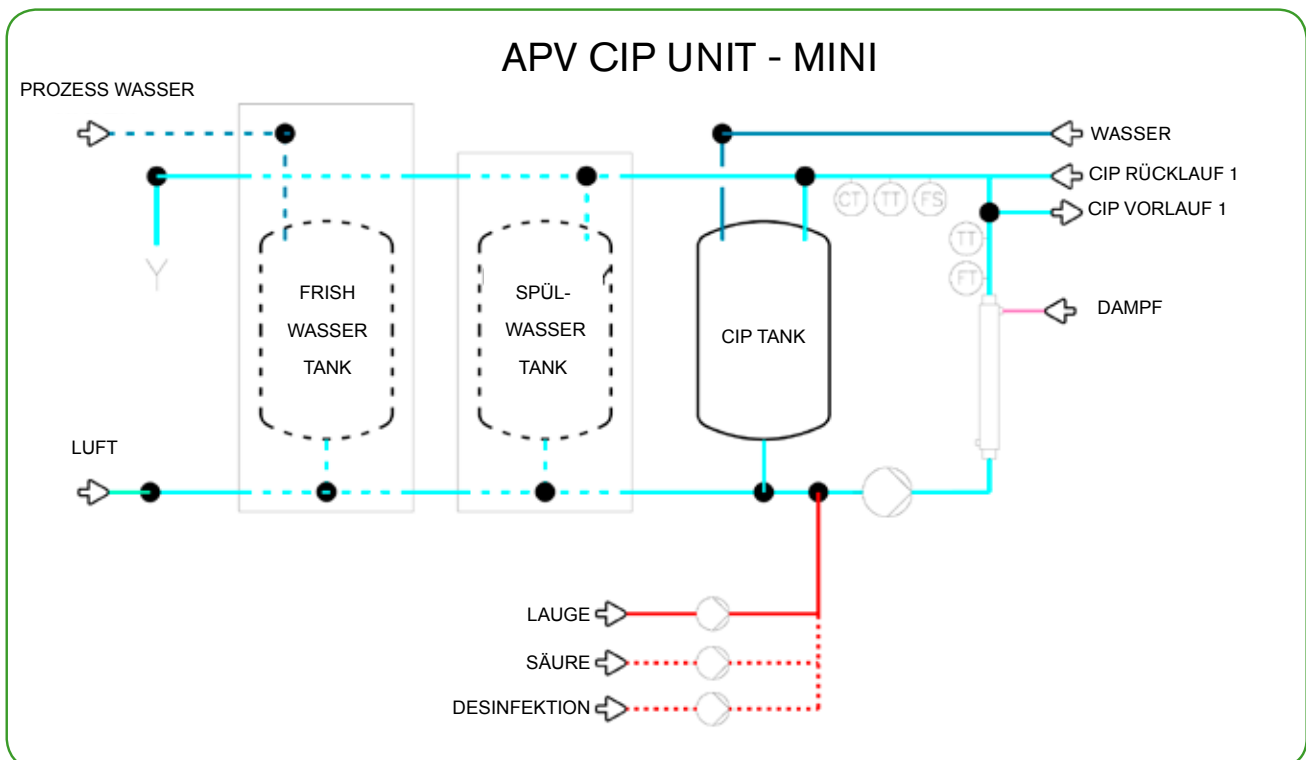 APV CIP UNIT - MINI
PROZESS WASSER
WASSER
CIP RÜCKLAUF 1
CT TT FS
CIP VORLAUF 1
TT
FT
FRISH
WASSER
TANK
SPÜL-
WASSER
TANK
CIP TANK
DAMPF
LUFT
LAUGE
SÄURE
DESINFEKTION